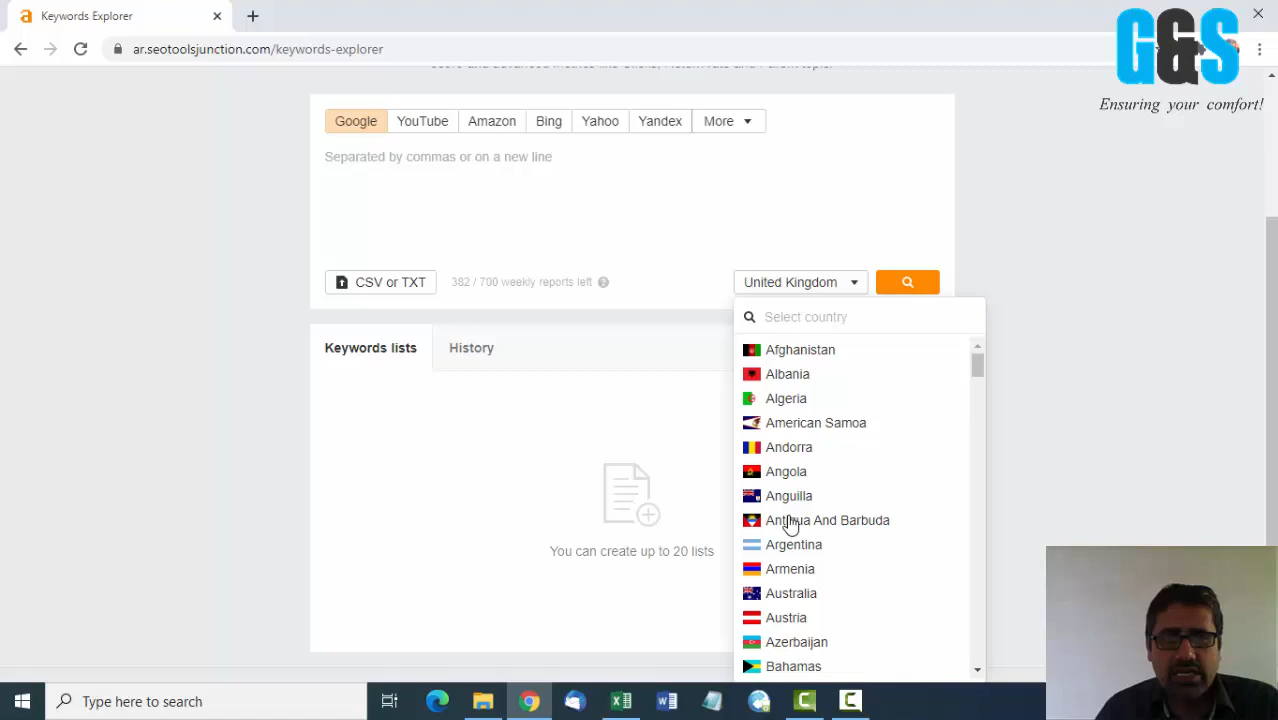 Keywords Explorer
ar.seotoolsjunction.com/keywords-explorer
G&S
Ensuring your comfort!
Google YouTube Amazon Bing Yahoo Yandex More
Separated by commas or on a new line
CSV or TXT 382 / 700 weekly reports left United Kingdom
Select country
Keywords lists History
Afghanistan
Albania
Algeria
American Samoa
Andorra
Angola
Anguilla
Antigua And Barbuda
Argentina
Armenia
Australia
Austria
Azerbaijan
Bahamas
You can create up to 20 lists
Type here to search